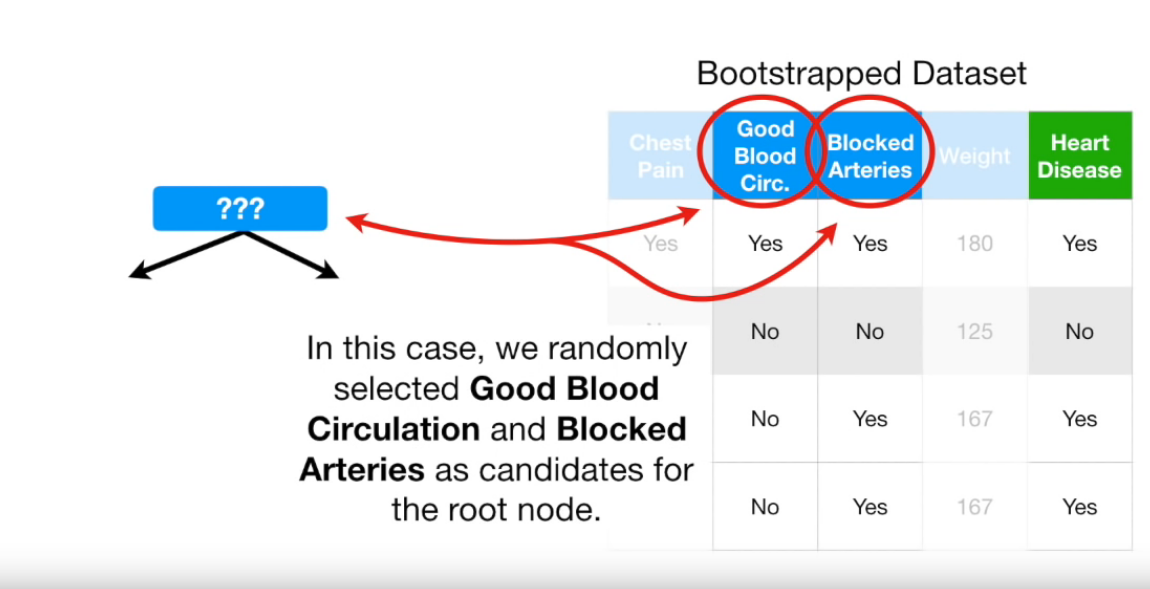 Bootstrapped Dataset
Chest Pain
Good Blood Circ.
Blocked Arteries
Weight
Heart Disease
???
Yes Yes Yes 180 Yes
No No 125 No
No Yes 167 Yes
No Yes 167 Yes
In this case, we randomly
selected Good Blood
Circulation and Blocked
Arteries as candidates for
the root node.